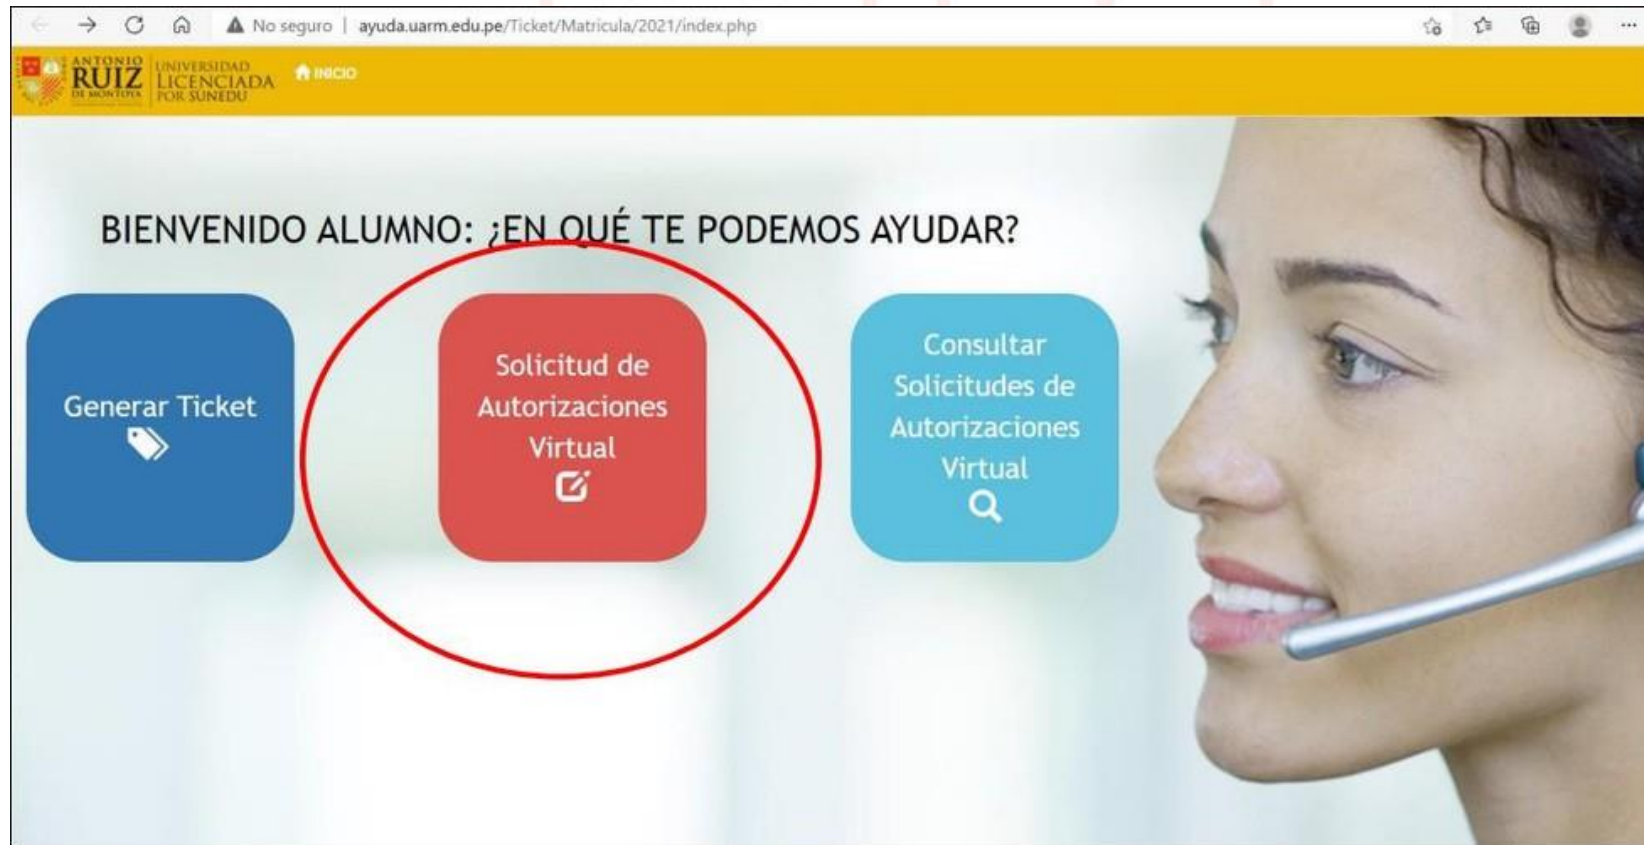 No seguro | ayuda.uarm.edu.pe/Ticket/Matricula/2021/index.php
ANTONIO
RUIZ
DE MONTOYA
UNIVERSIDAD
LICENCIADA
POR SUNEDU
INICIO
BIENVENIDO ALUMNO: ¿EN QUÉ TE PODEMOS AYUDAR?
Generar Ticket
Solicitud de
Autorizaciones
Virtual
Consultar
Solicitudes de
Autorizaciones
Virtual